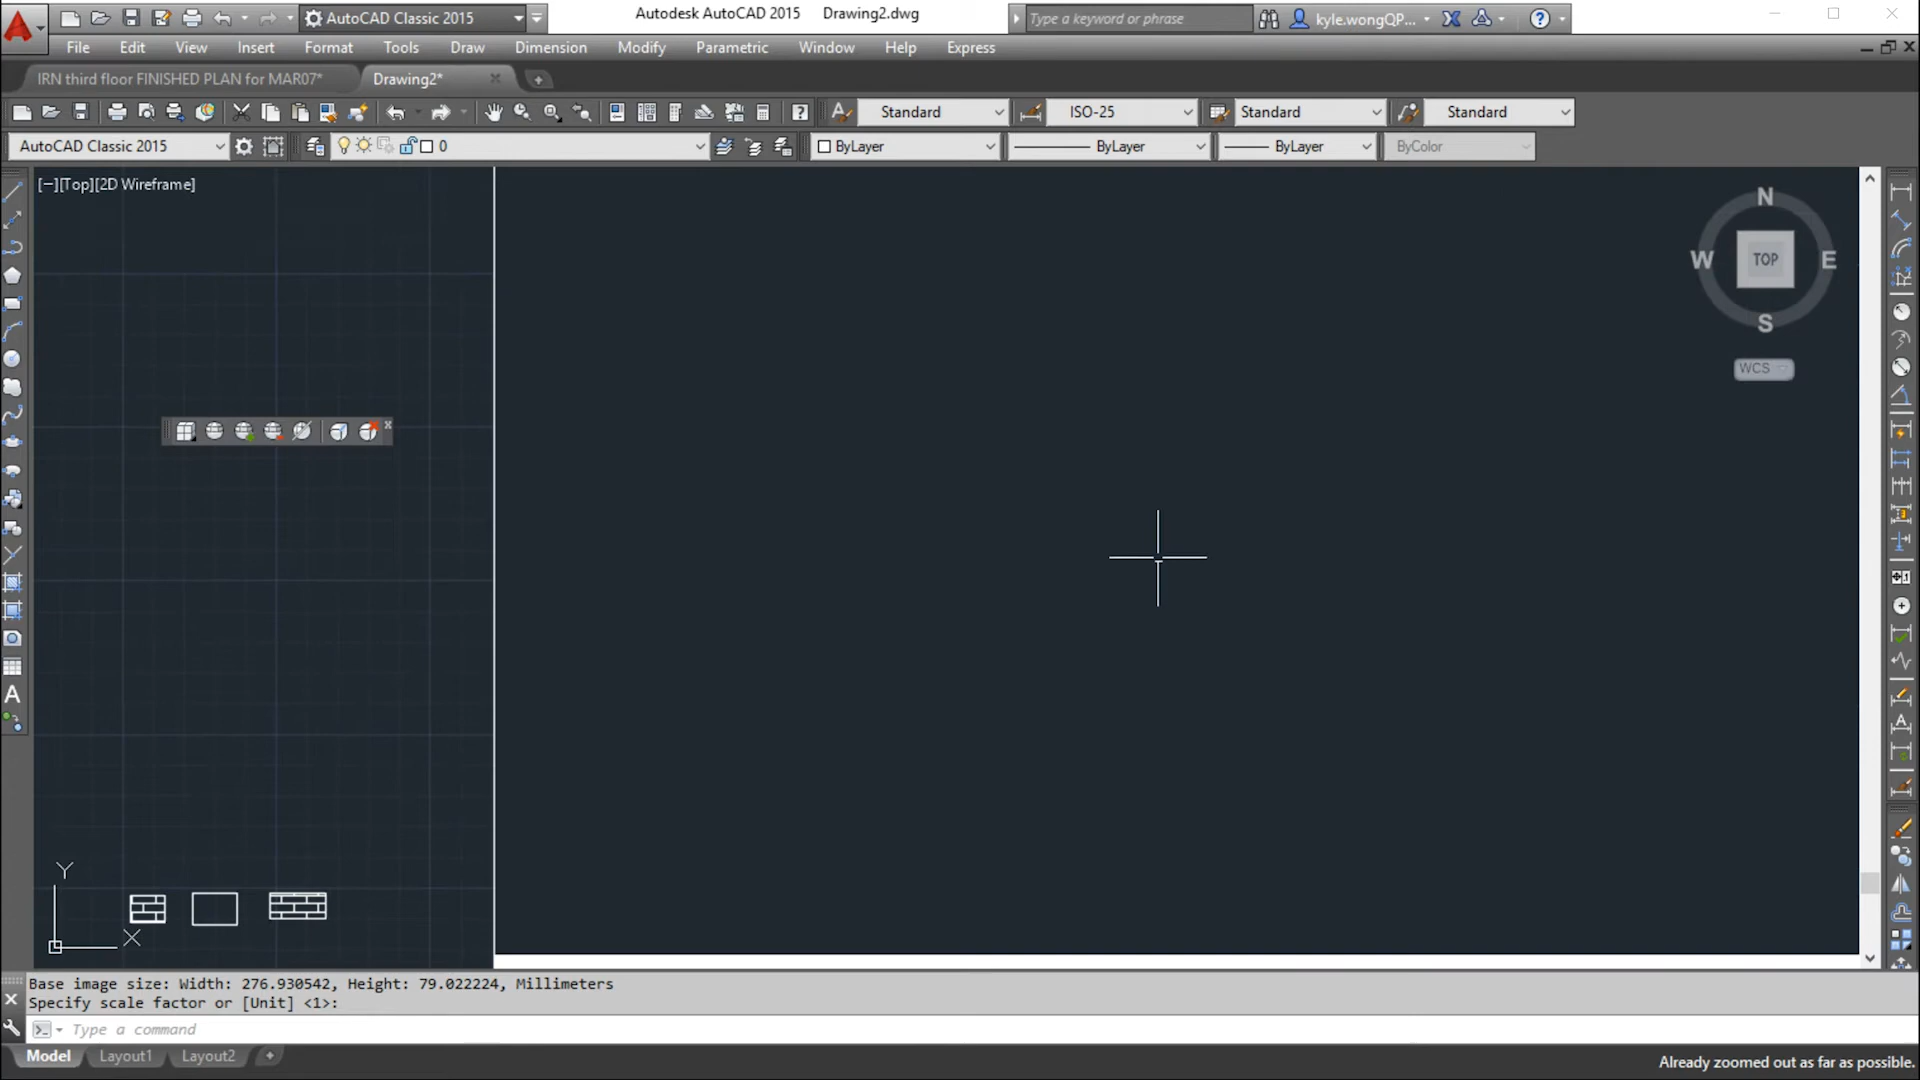 AutoCAD Classic 2015
Autodesk AutoCAD 2015 Drawing2.dwg
Type a keyword or phrase
kyle.wongQP...
File Edit View Insert Format Tools Draw Dimension Modify Parametric Window Help Express
IRN third floor FINISHED PLAN for MAR07*
Drawing2*
Standard
ISO-25
Standard
Standard
AutoCAD Classic 2015
0
ByLayer
ByLayer
ByLayer
ByColor
[−][Top][2D Wireframe]
N
W
TOP
E
S
WCS
Y
X
Base image size: Width: 276.930542, Height: 79.022224, Millimeters
Specify scale factor or [Unit] <1>:
Type a command
Model Layout1 Layout2
Already zoomed out as far as possible.